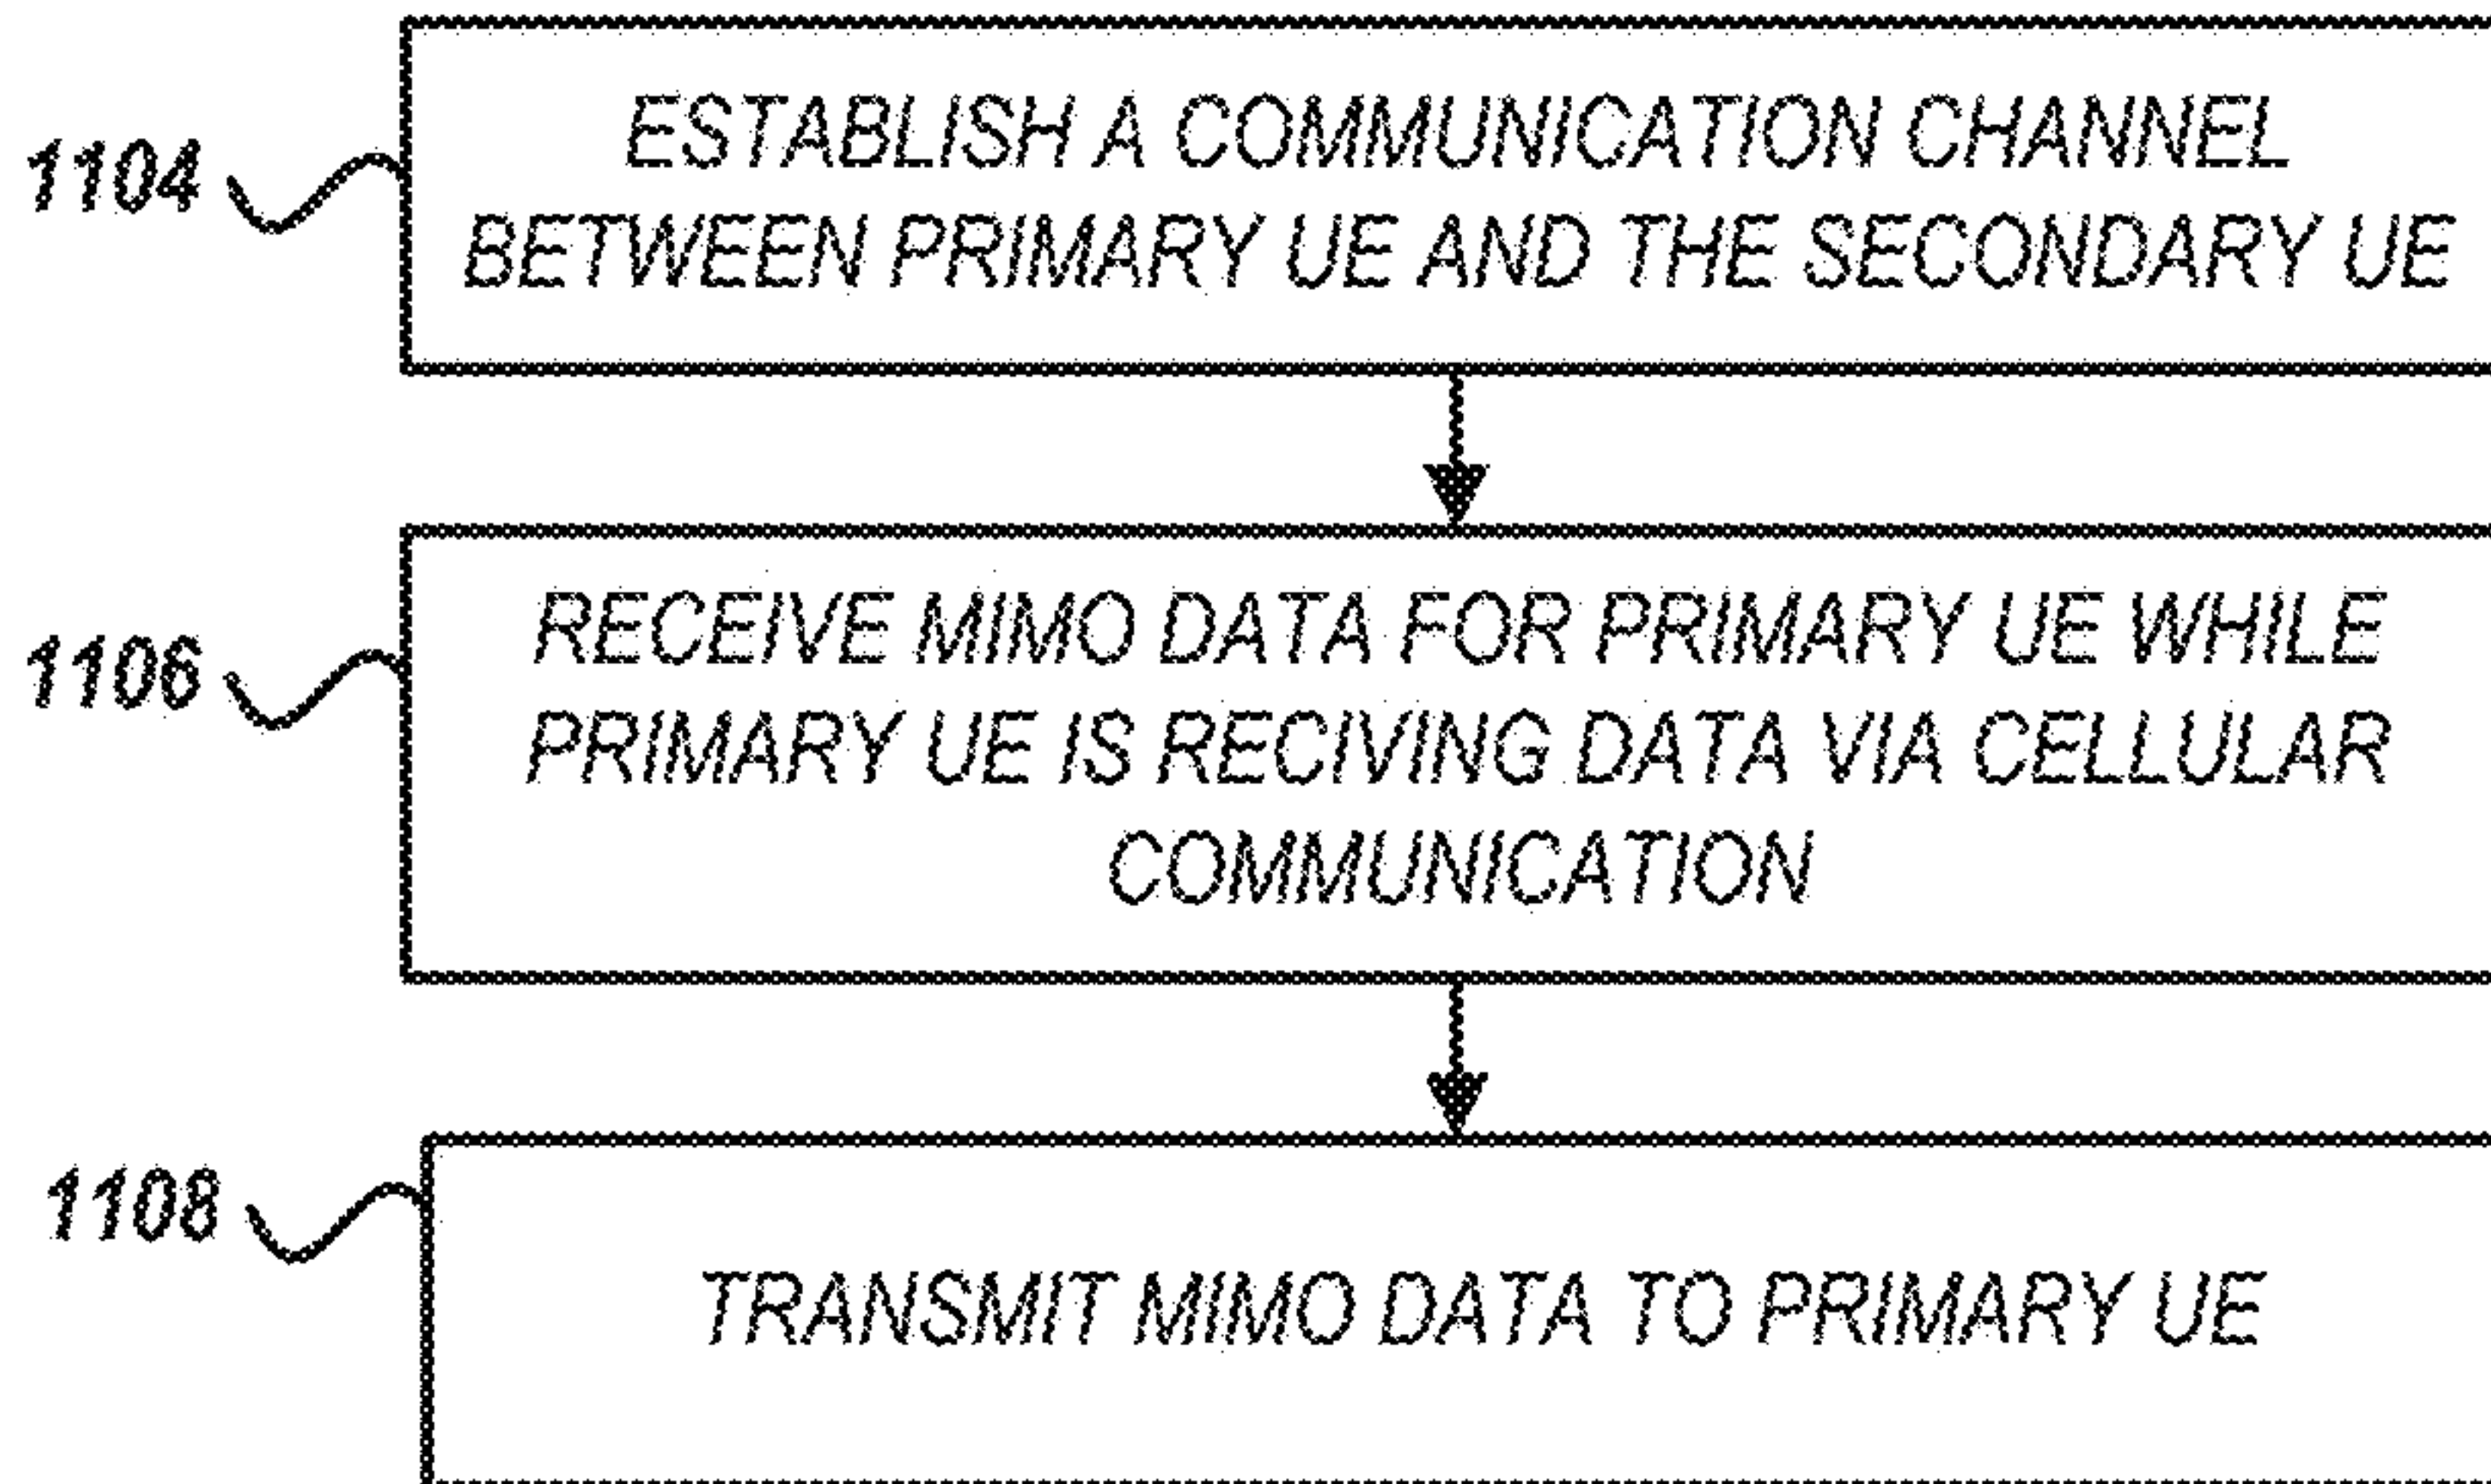 1104
ESTABLISH A COMMUNICATION CHANNEL
BETWEEN PRIMARY UE AND THE SECONDARY UE
1106
RECEIVE MIMO DATA FOR PRIMARY UE WHILE
PRIMARY UE IS RECIVING DATA VIA CELLULAR
COMMUNICATION
1108
TRANSMIT MIMO DATA TO PRIMARY UE